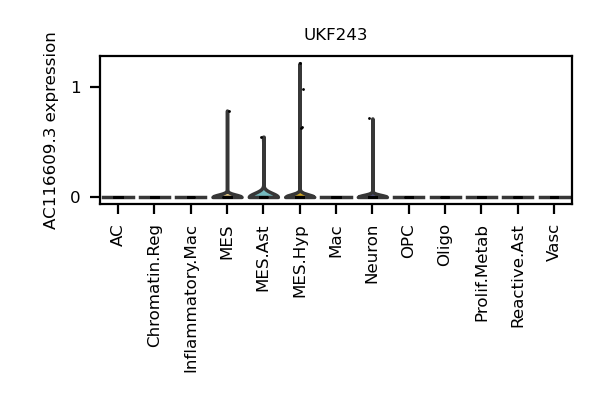 UKF243
AC116609.3 expression
1
0
AC
Chromatin.Reg
Inflammatory.Mac
MES
MES.Ast
MES.Hyp
Mac
Neuron
OPC
Oligo
Prolif.Metab
Reactive.Ast
Vasc